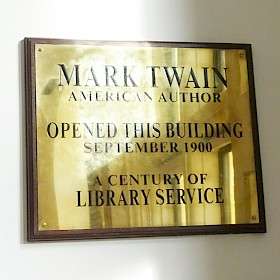 MARK TWAIN
AMERICAN AUTHOR
OPENED THIS BUILDING
SEPTEMBER 1900
A CENTURY OF
LIBRARY SERVICE